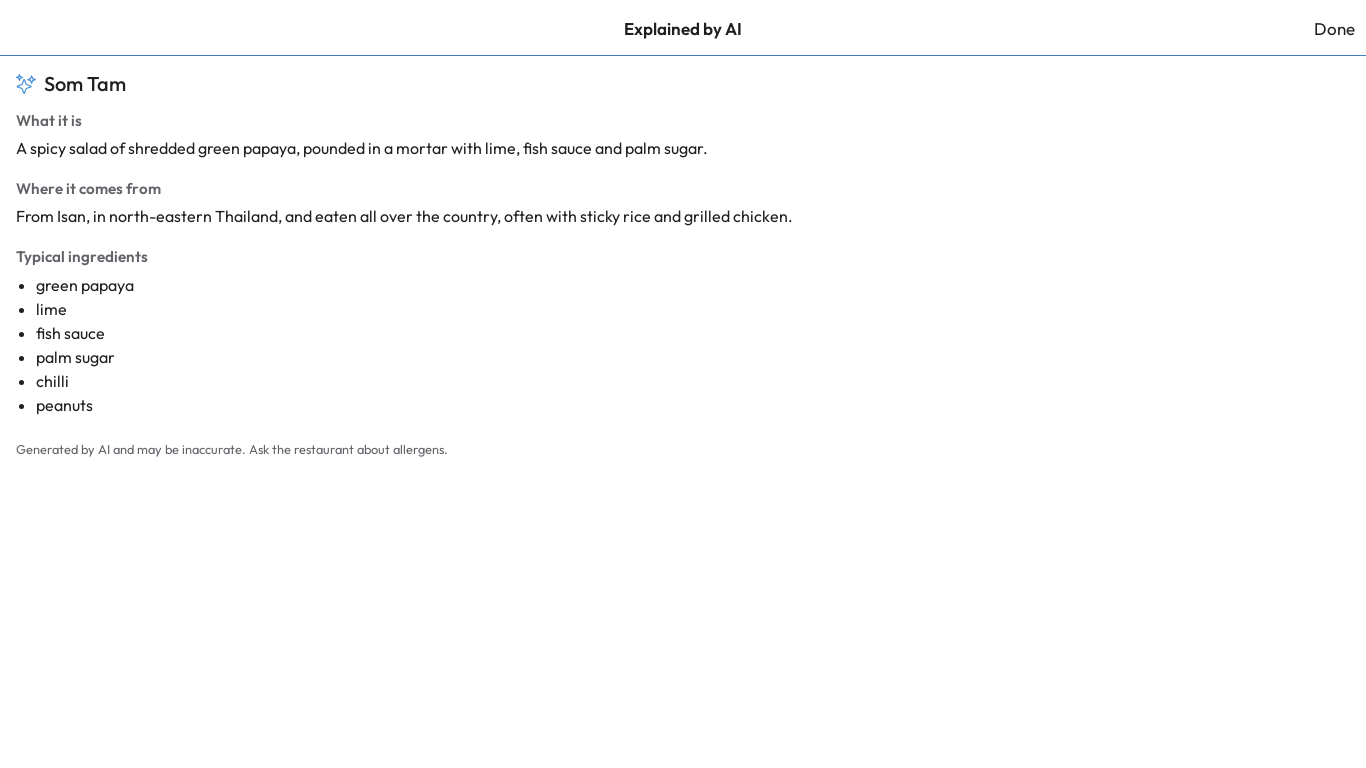 Explained by AI
Done
Som Tam
What it is
A spicy salad of shredded green papaya, pounded in a mortar with lime, fish sauce and palm sugar.
Where it comes from
From Isan, in north-eastern Thailand, and eaten all over the country, often with sticky rice and grilled chicken.
Typical ingredients
• green papaya
• lime
• fish sauce
• palm sugar
• chilli
• peanuts
Generated by AI and may be inaccurate. Ask the restaurant about allergens.